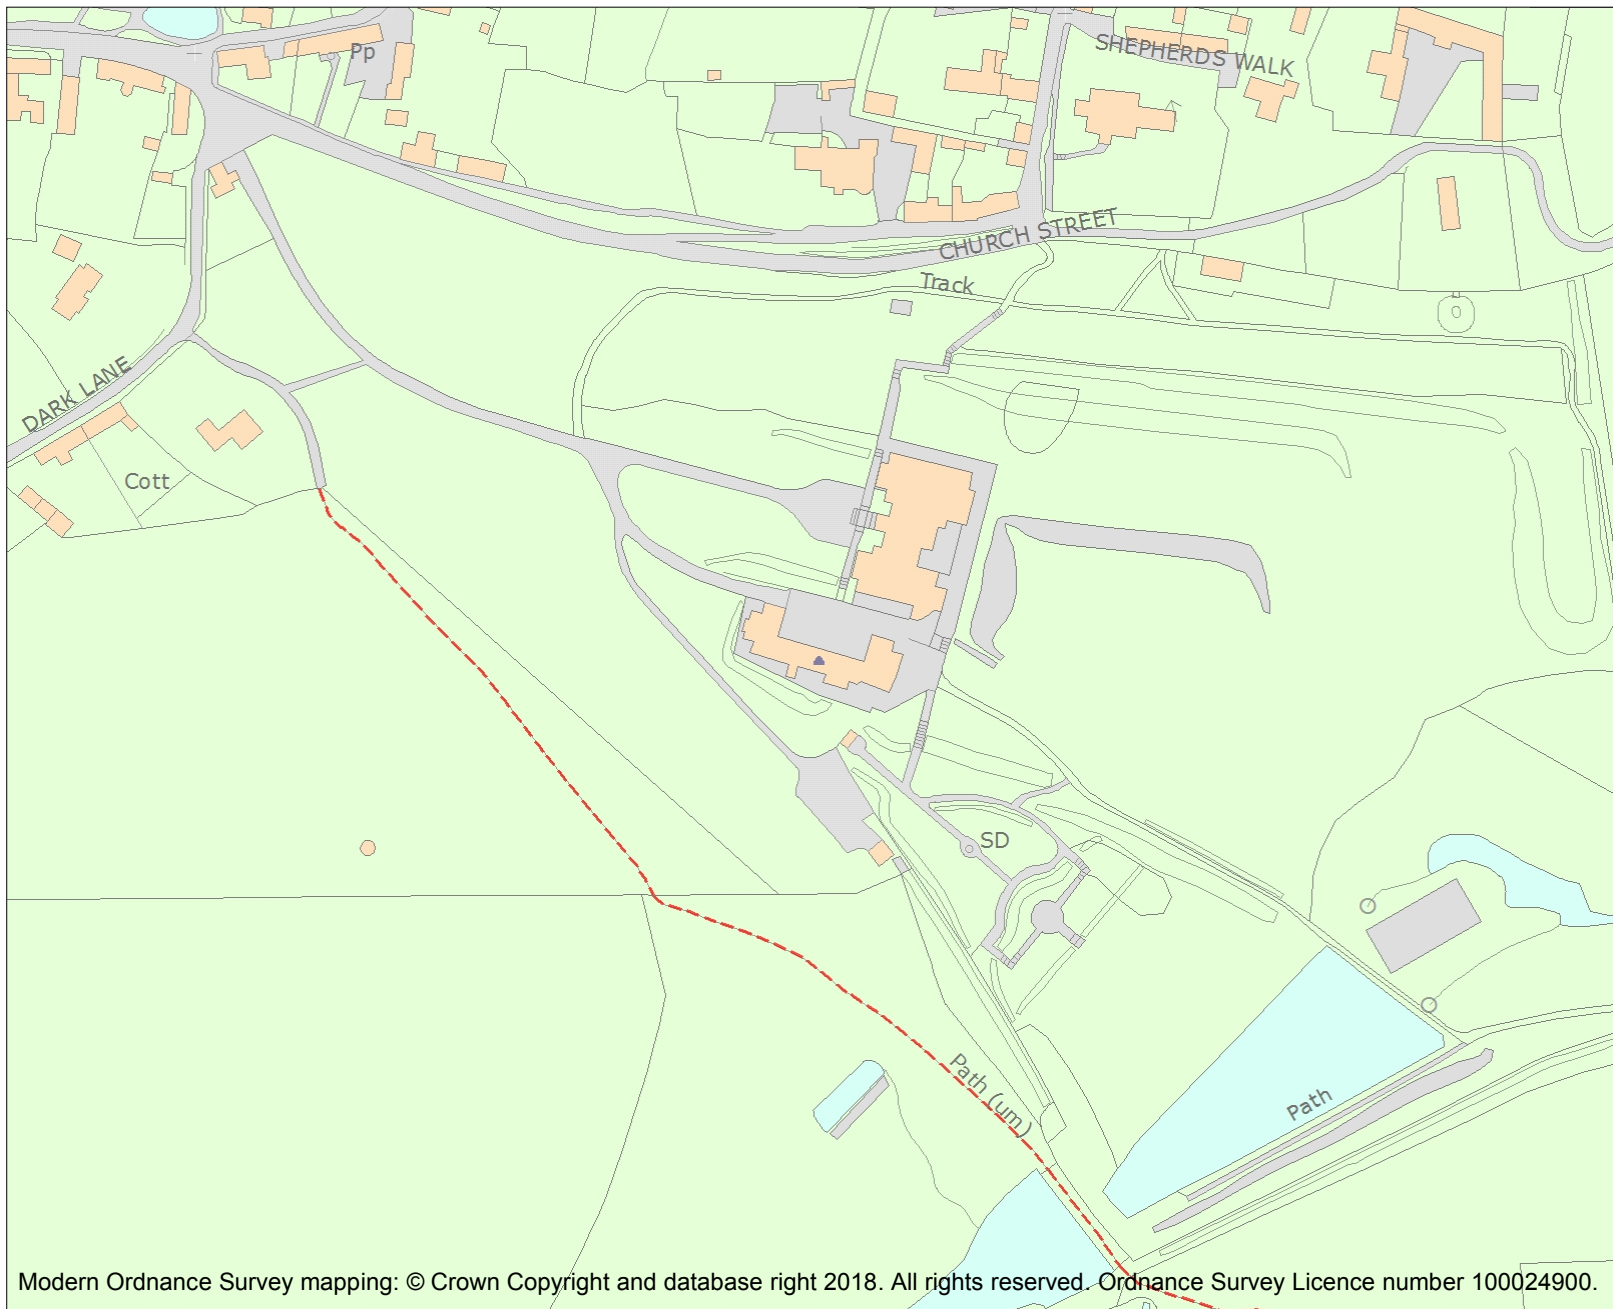 Pp
SHEPHERDS WALK
CHURCH STREET
Track
DARK LANE
Cott
SD
Path (um)
Path
Modern Ordnance Survey mapping: © Crown Copyright and database right 2018. All rights reserved. Ordnance Survey Licence number 100024900.